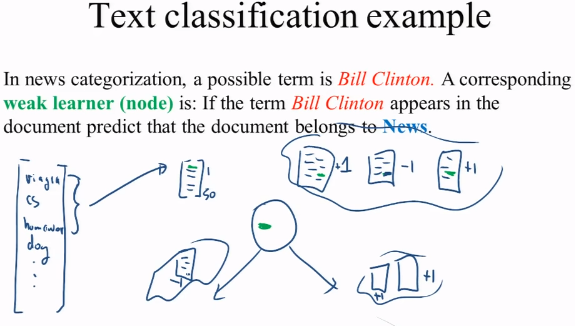 Text classification example
In news categorization, a possible term is Bill Clinton. A corresponding
weak learner (node) is: If the term Bill Clinton appears in the
document predict that the document belongs to News.
viagra
cs
homework
dog
1
50
+1
-1
+1
-1
+1
+1